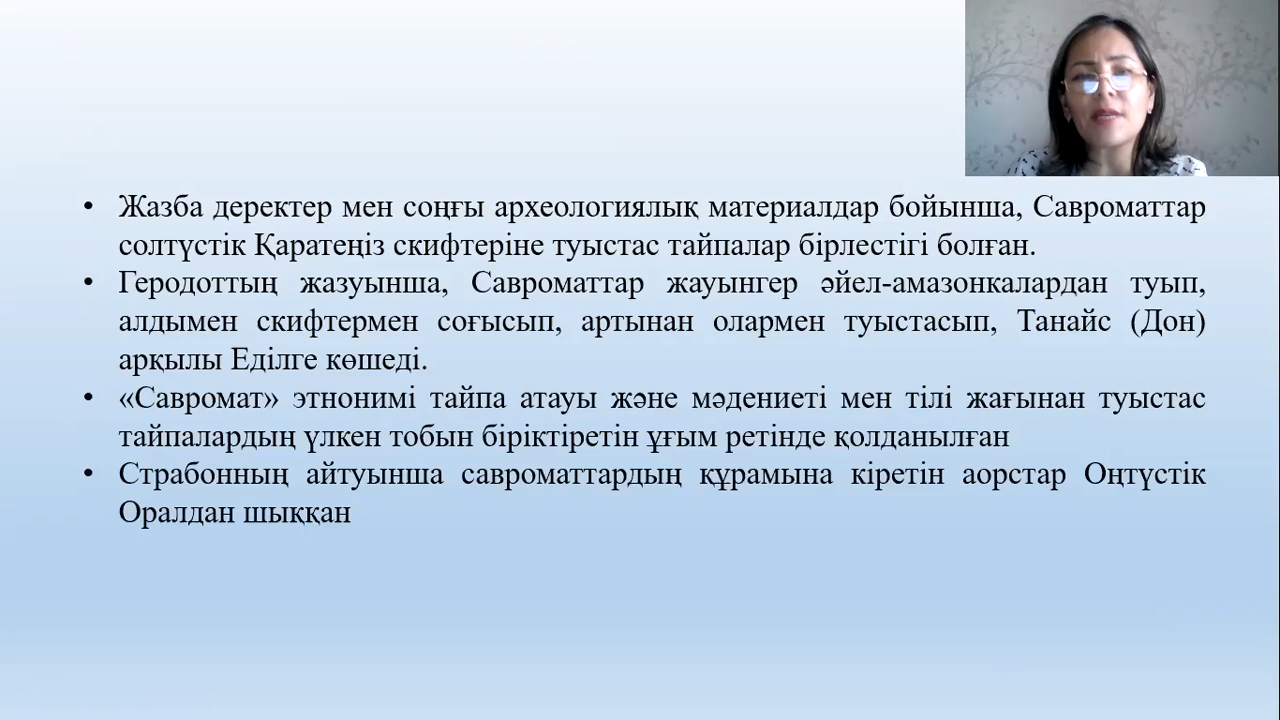 • Жазба деректер мен соңғы археологиялық материалдар бойынша, Савроматтар
солтүстік Қаратеңіз скифтеріне туыстас тайпалар бірлестігі болған.
• Геродоттың жазуынша, Савроматтар жауынгер әйел-амазонкалардан туып,
алдымен скифтермен соғысып, артынан олармен туыстасып, Танайс (Дон)
арқылы Еділге көшеді.
• «Савромат» этнонимі тайпа атауы және мәдениеті мен тілі жағынан туыстас
тайпалардың үлкен тобын біріктіретін ұғым ретінде қолданылған
• Страбонның айтуынша савроматтардың құрамына кіретін аорстар Оңтүстік
Оралдан шыққан